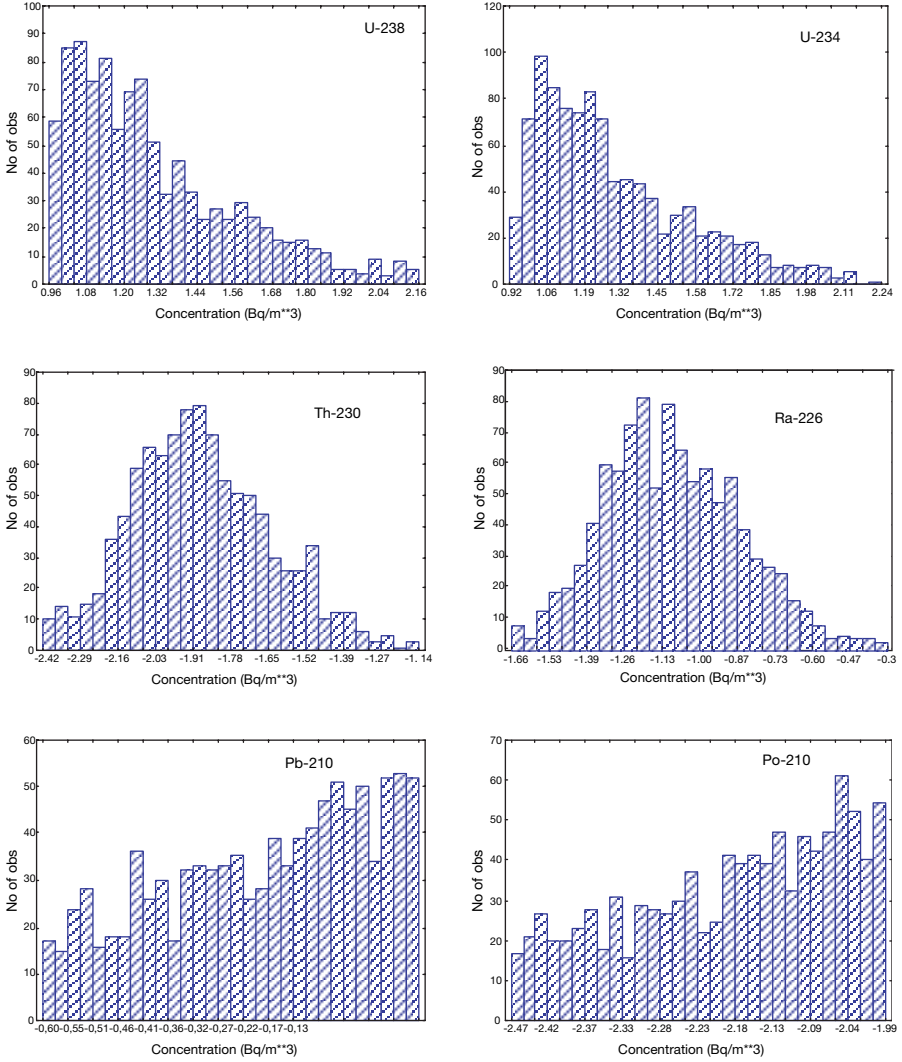 U-238
No of obs
100
90
80
70
60
50
40
30
20
10
0
0.96 1.08 1.20 1.32 1.44 1.56 1.68 1.80 1.92 2.04 2.16
Concentration (Bq/m**3)
U-234
No of obs
120
100
80
60
40
20
0
0.92 1.06 1.19 1.32 1.45 1.58 1.72 1.85 1.98 2.11 2.24
Concentration (Bq/m**3)
Th-230
No of obs
90
80
70
60
50
40
30
20
10
0
-2.42 -2.29 -2.16 -2.03 -1.91 -1.78 -1.65 -1.52 -1.39 -1.27 -1.14
Concentration (Bq/m**3)
Ra-226
No of obs
90
80
70
60
50
40
30
20
10
0
-1.66 -1.53 -1.39 -1.26 -1.13 -1.00 -0.87 -0.73 -0.60 -0.47 -0.3
Concentration (Bq/m**3)
Pb-210
No of obs
60
50
40
30
20
10
0
-0,60-0,55-0,51-0,46-0,41-0,36-0,32-0,27-0,22-0,17-0,13
Concentration (Bq/m**3)
Po-210
No of obs
70
60
50
40
30
20
10
0
-2.47 -2.42 -2.37 -2.33 -2.28 -2.23 -2.18 -2.13 -2.09 -2.04 -1.99
Concentration (Bq/m**3)